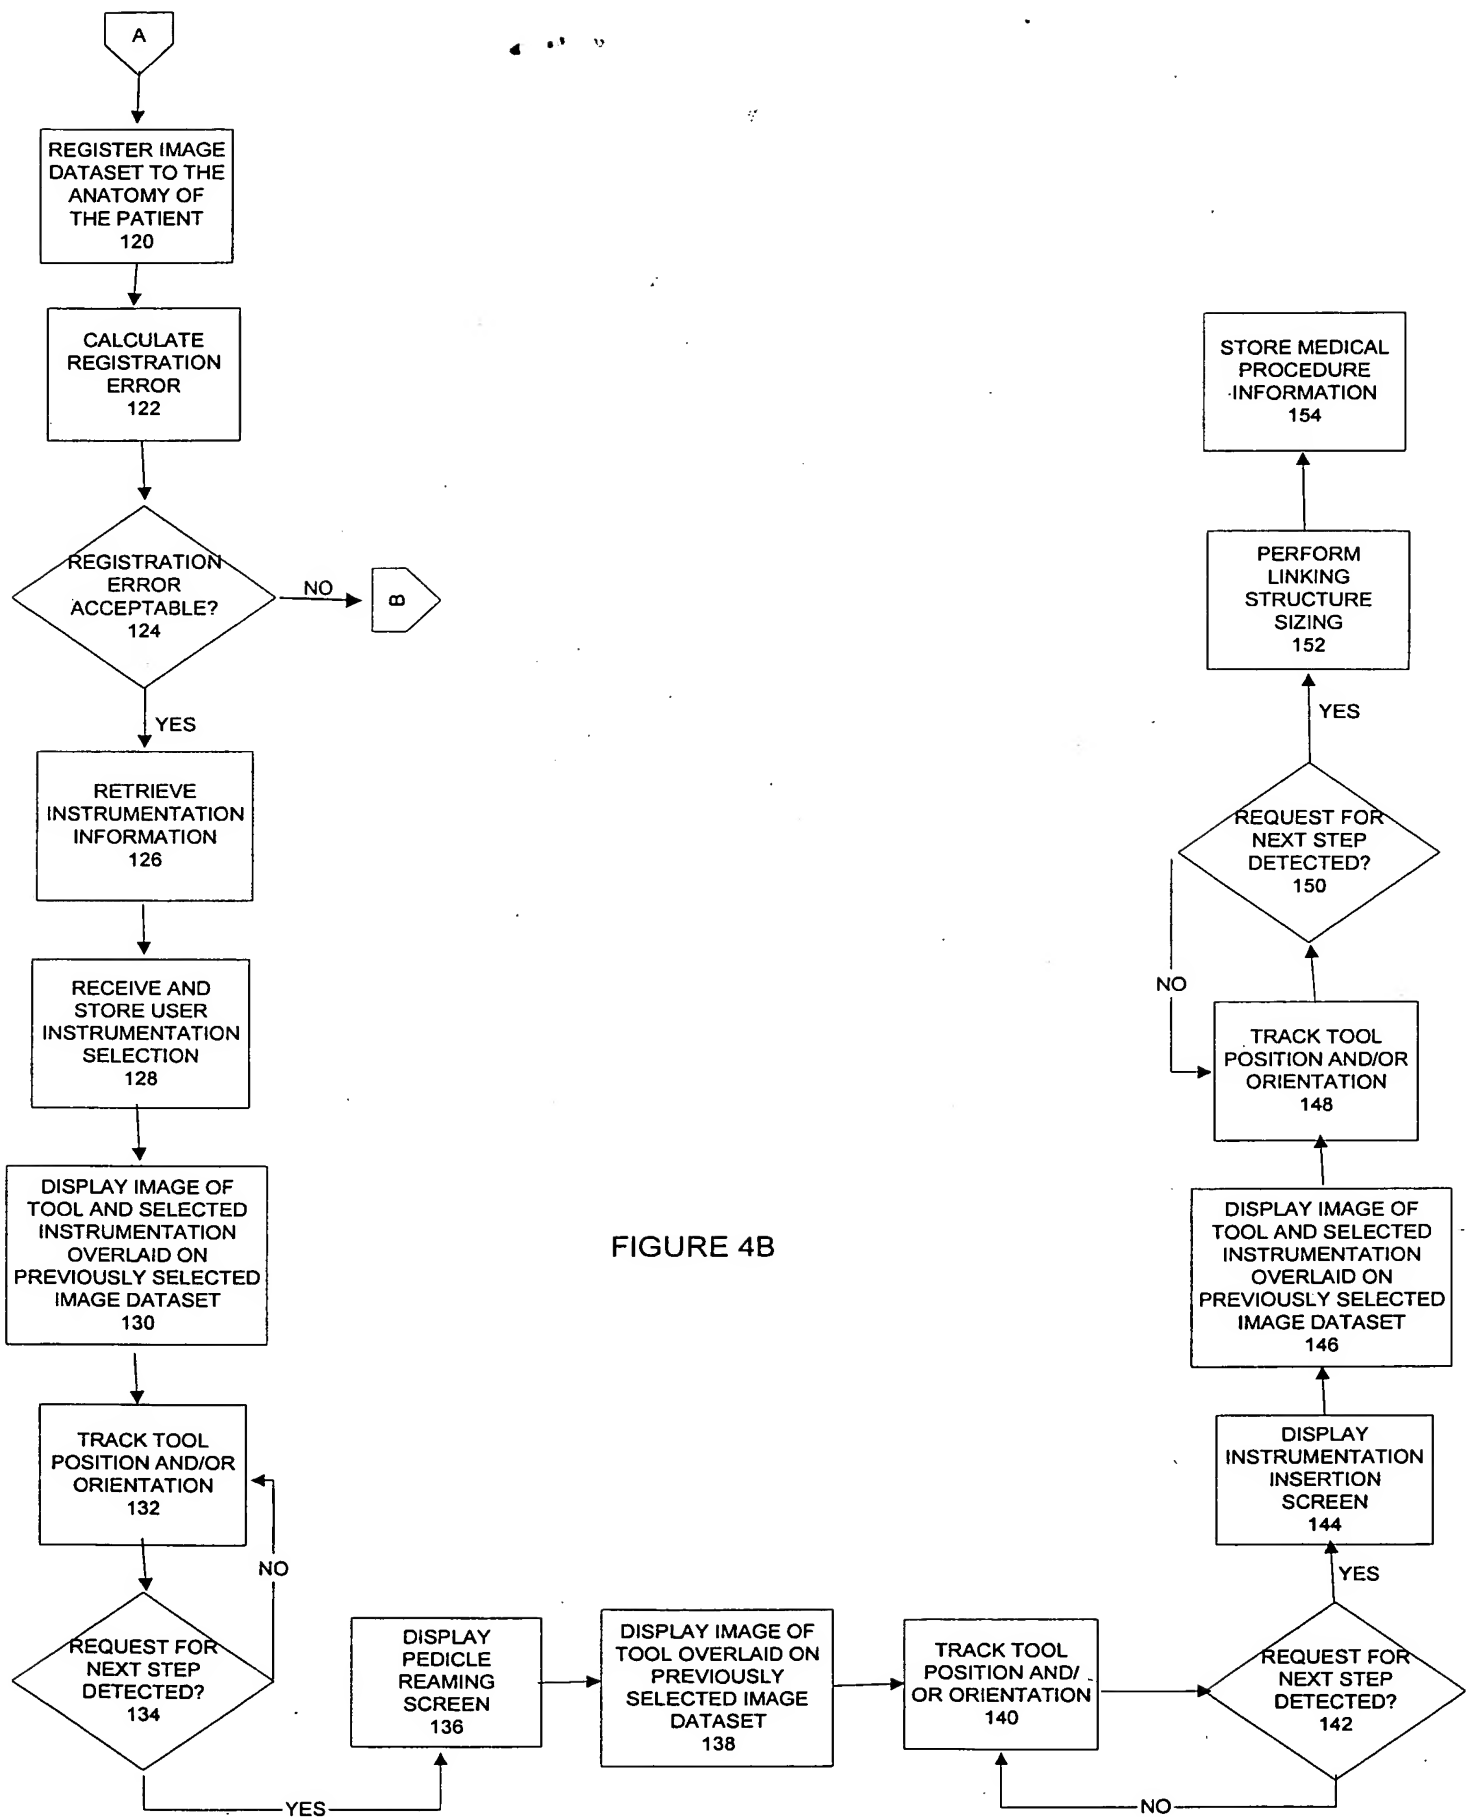 A
REGISTER IMAGE
DATASET TO THE
ANATOMY OF
THE PATIENT
120
CALCULATE
REGISTRATION
ERROR
122
REGISTRATION
ERROR
ACCEPTABLE?
124
NO
B
YES
RETRIEVE
INSTRUMENTATION
INFORMATION
126
RECEIVE AND
STORE USER
INSTRUMENTATION
SELECTION
128
DISPLAY IMAGE OF
TOOL AND SELECTED
INSTRUMENTATION
OVERLAID ON
PREVIOUSLY SELECTED
IMAGE DATASET
130
TRACK TOOL
POSITION AND/OR
ORIENTATION
132
NO
REQUEST FOR
NEXT STEP
DETECTED?
134
YES
DISPLAY
PEDICLE
REAMING
SCREEN
136
DISPLAY IMAGE OF
TOOL OVERLAID ON
PREVIOUSLY
SELECTED IMAGE
DATASET
138
TRACK TOOL
POSITION AND/
OR ORIENTATION
140
REQUEST FOR
NEXT STEP
DETECTED?
142
NO
YES
DISPLAY
INSTRUMENTATION
INSERTION
SCREEN
144
DISPLAY IMAGE OF
TOOL AND SELECTED
INSTRUMENTATION
OVERLAID ON
PREVIOUSLY SELECTED
IMAGE DATASET
146
TRACK TOOL
POSITION AND/OR
ORIENTATION
148
NO
REQUEST FOR
NEXT STEP
DETECTED?
150
YES
PERFORM
LINKING
STRUCTURE
SIZING
152
STORE MEDICAL
PROCEDURE
INFORMATION
154
FIGURE 4B